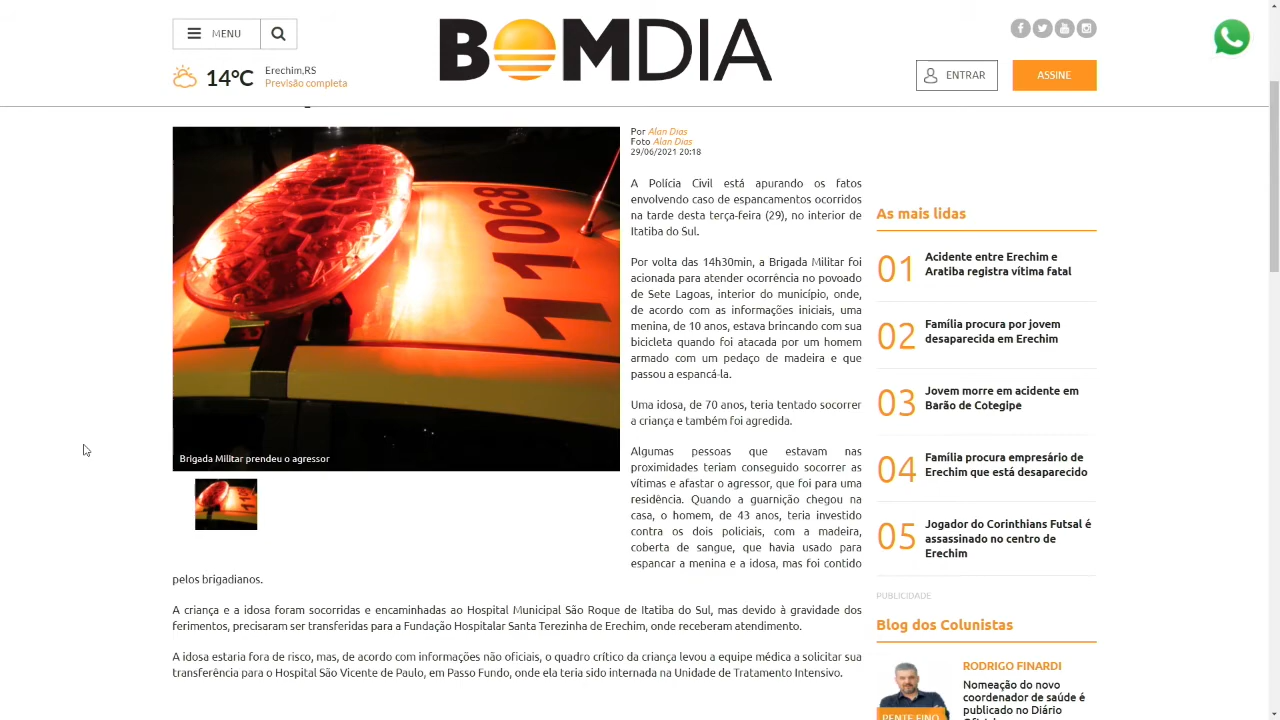 MENU
BOMDIA
14°C
Erechim,RS
Previsão completa
ENTRAR
ASSINE
11068
Brigada Militar prendeu o agressor
Por Alan Dias
Foto Alan Dias
29/06/2021 20:18
A Polícia Civil está apurando os fatos
envolvendo caso de espancamentos ocorridos
na tarde desta terça-feira (29), no interior de
Itatiba do Sul.
Por volta das 14h30min, a Brigada Militar foi
acionada para atender ocorrência no povoado
de Sete Lagoas, interior do município, onde,
de acordo com as informações iniciais, uma
menina, de 10 anos, estava brincando com sua
bicicleta quando foi atacada por um homem
armado com um pedaço de madeira e que
passou a espancá-la.
Uma idosa, de 70 anos, teria tentado socorrer
a criança e também foi agredida.
Algumas pessoas que estavam nas
proximidades teriam conseguido socorrer as
vítimas e afastar o agressor, que foi para uma
residência. Quando a guarnição chegou na
casa, o homem, de 43 anos, teria investido
contra os dois policiais, com a madeira,
coberta de sangue, que havia usado para
espancar a menina e a idosa, mas foi contido
pelos brigadianos.
A criança e a idosa foram socorridas e encaminhadas ao Hospital Municipal São Roque de Itatiba do Sul, mas devido à gravidade dos
ferimentos, precisaram ser transferidas para a Fundação Hospitalar Santa Terezinha de Erechim, onde receberam atendimento.
A idosa estaria fora de risco, mas, de acordo com informações não oficiais, o quadro crítico da criança levou a equipe médica a solicitar sua
transferência para o Hospital São Vicente de Paulo, em Passo Fundo, onde ela teria sido internada na Unidade de Tratamento Intensivo.
As mais lidas
01 Acidente entre Erechim e
Aratiba registra vítima fatal
02 Família procura por jovem
desaparecida em Erechim
03 Jovem morre em acidente em
Barão de Cotegipe
04 Família procura empresário de
Erechim que está desaparecido
05 Jogador do Corinthians Futsal é
assassinado no centro de
Erechim
PUBLICIDADE
Blog dos Colunistas
RODRIGO FINARDI
Nomeação do novo
coordenador de saúde é
publicado no Diário
PENTE FINO